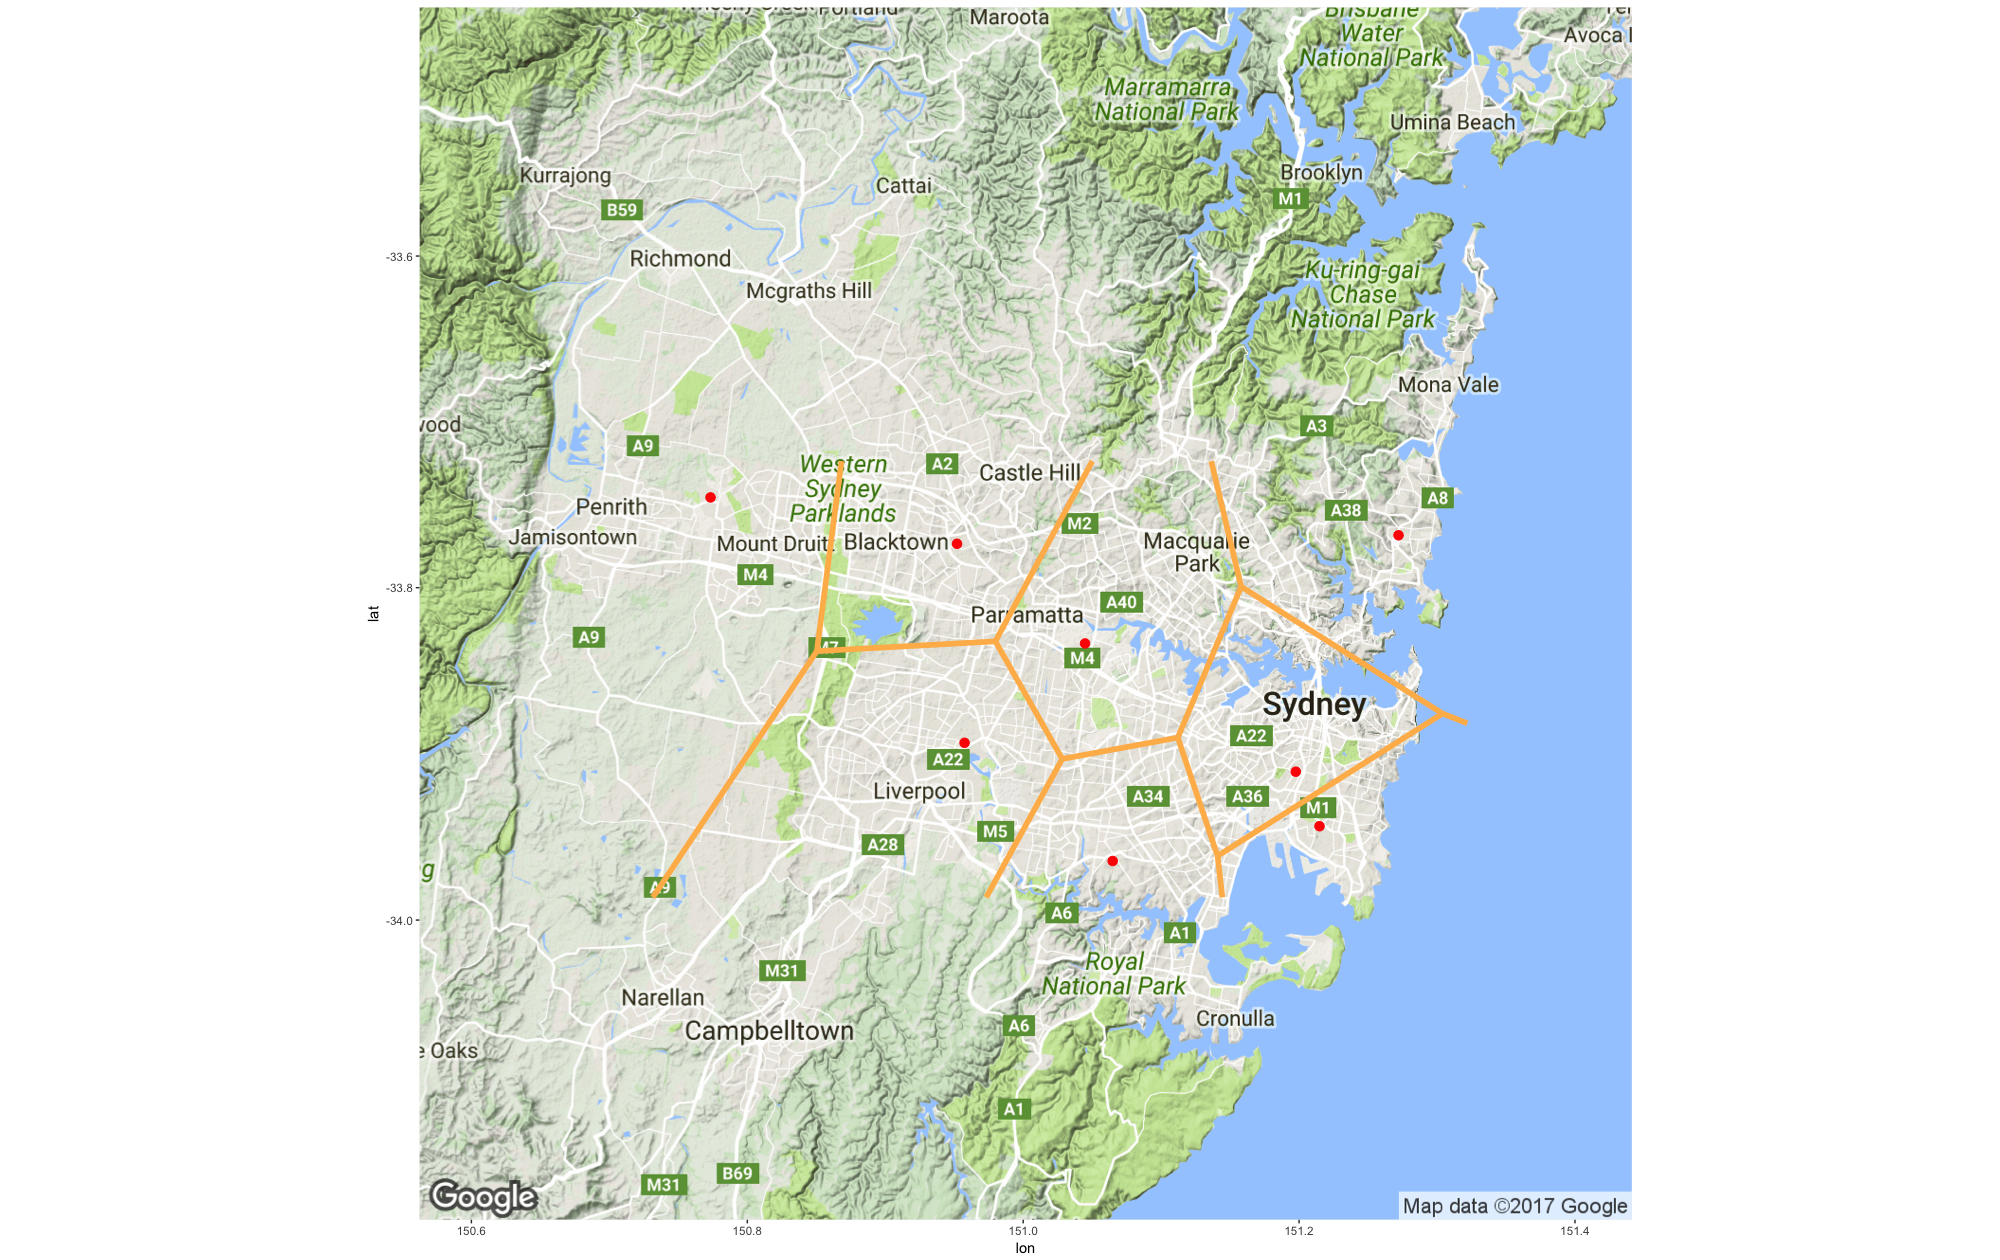 Maroota
Brisbane
Water
National Park
Avoca
Marramarra
National Park
Umina Beach
Kurrajong
Cattai
Brooklyn
B59
M1
Richmond
-33.6
Mcgraths Hill
Ku-ring-gai
Chase
National Park
Mona Vale
A3
A9
Western
Sydney
Parklands
A2
Castle Hill
A8
Penrith
A38
M2
Jamisontown
Mount Druitt
Blacktown
Macquarie
Park
M4
-33.8
A40
lat
Parramatta
A9
M7
M4
Sydney
A22
A22
Liverpool
A34
A36
M1
M5
A28
A9
A6
-34.0
A1
Royal
National Park
M31
Narellan
Cronulla
Campbelltown
A6
Oaks
A1
B69
M31
Google
Map data ©2017 Google
150.6
150.8
151.0
151.2
151.4
lon